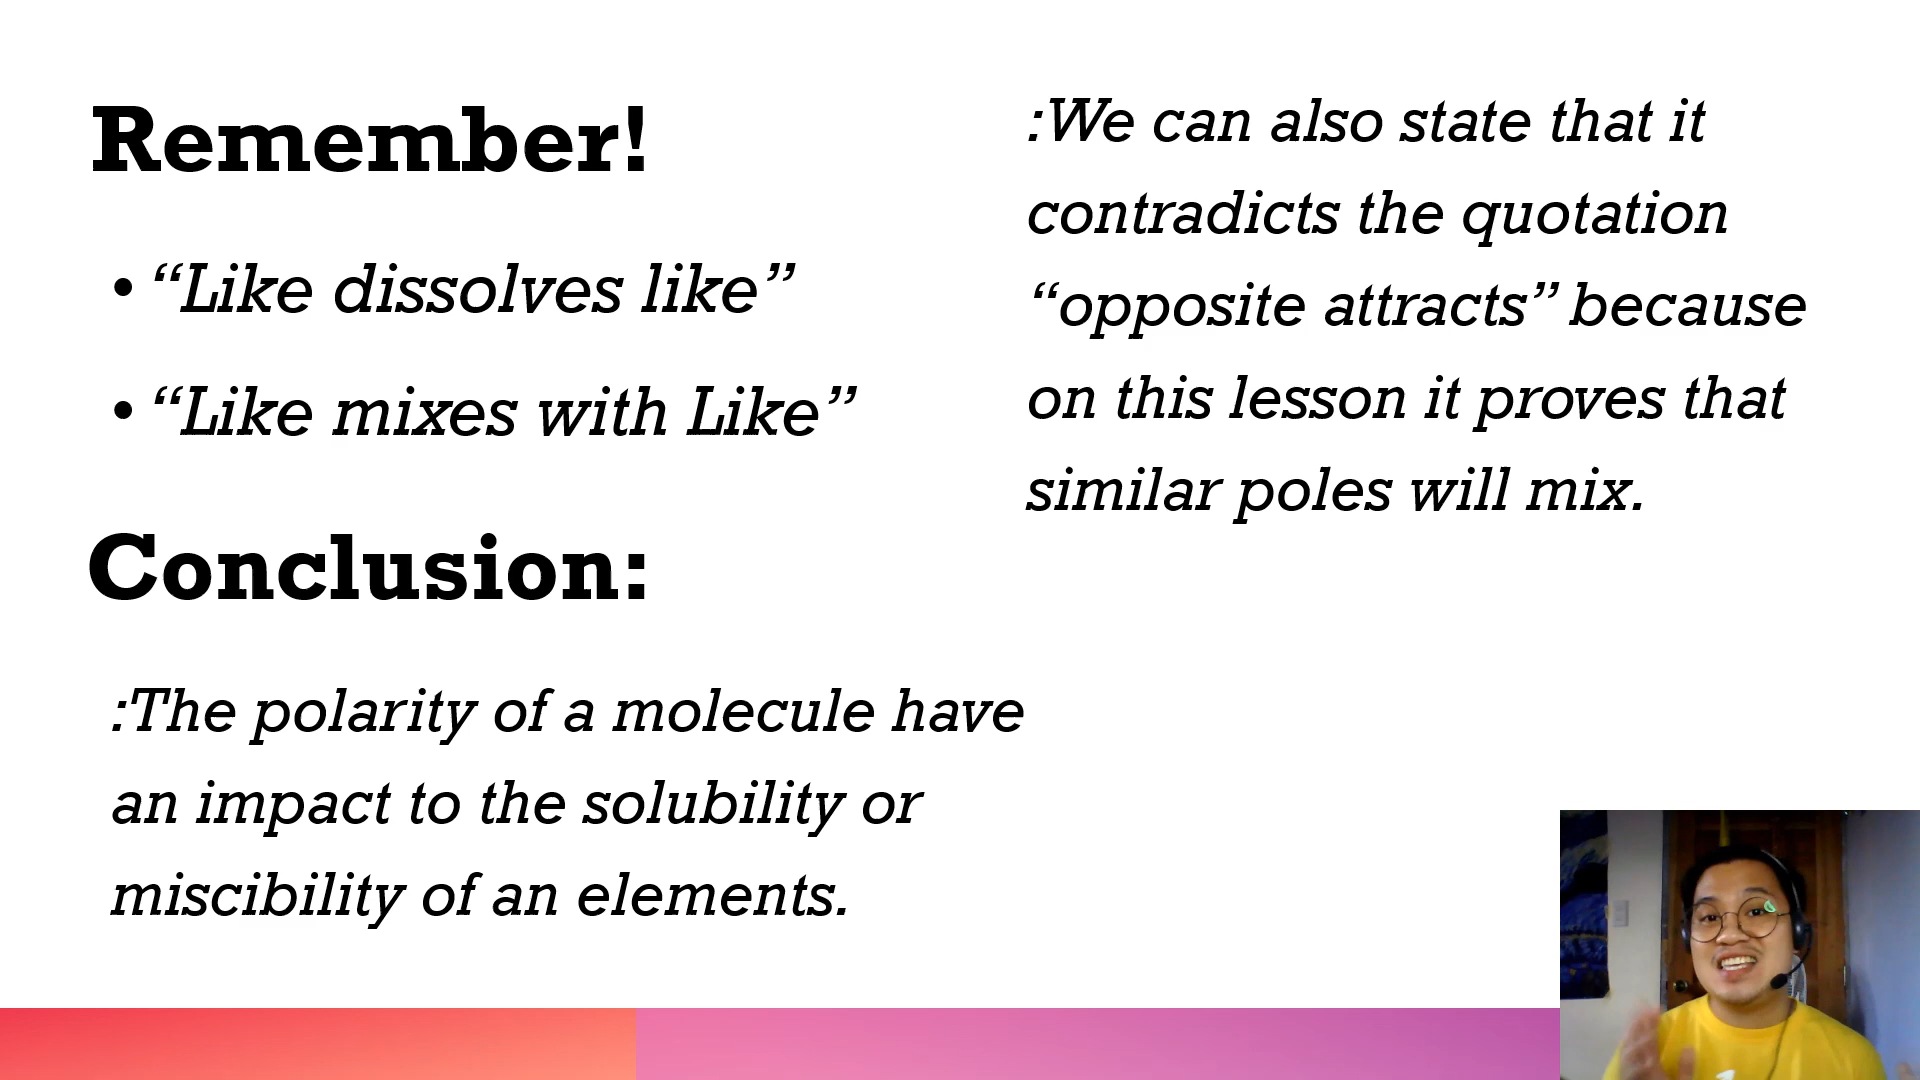 Remember!
• “Like dissolves like”
• “Like mixes with Like”
Conclusion:
:The polarity of a molecule have
an impact to the solubility or
miscibility of an elements.
:We can also state that it
contradicts the quotation
“opposite attracts” because
on this lesson it proves that
similar poles will mix.